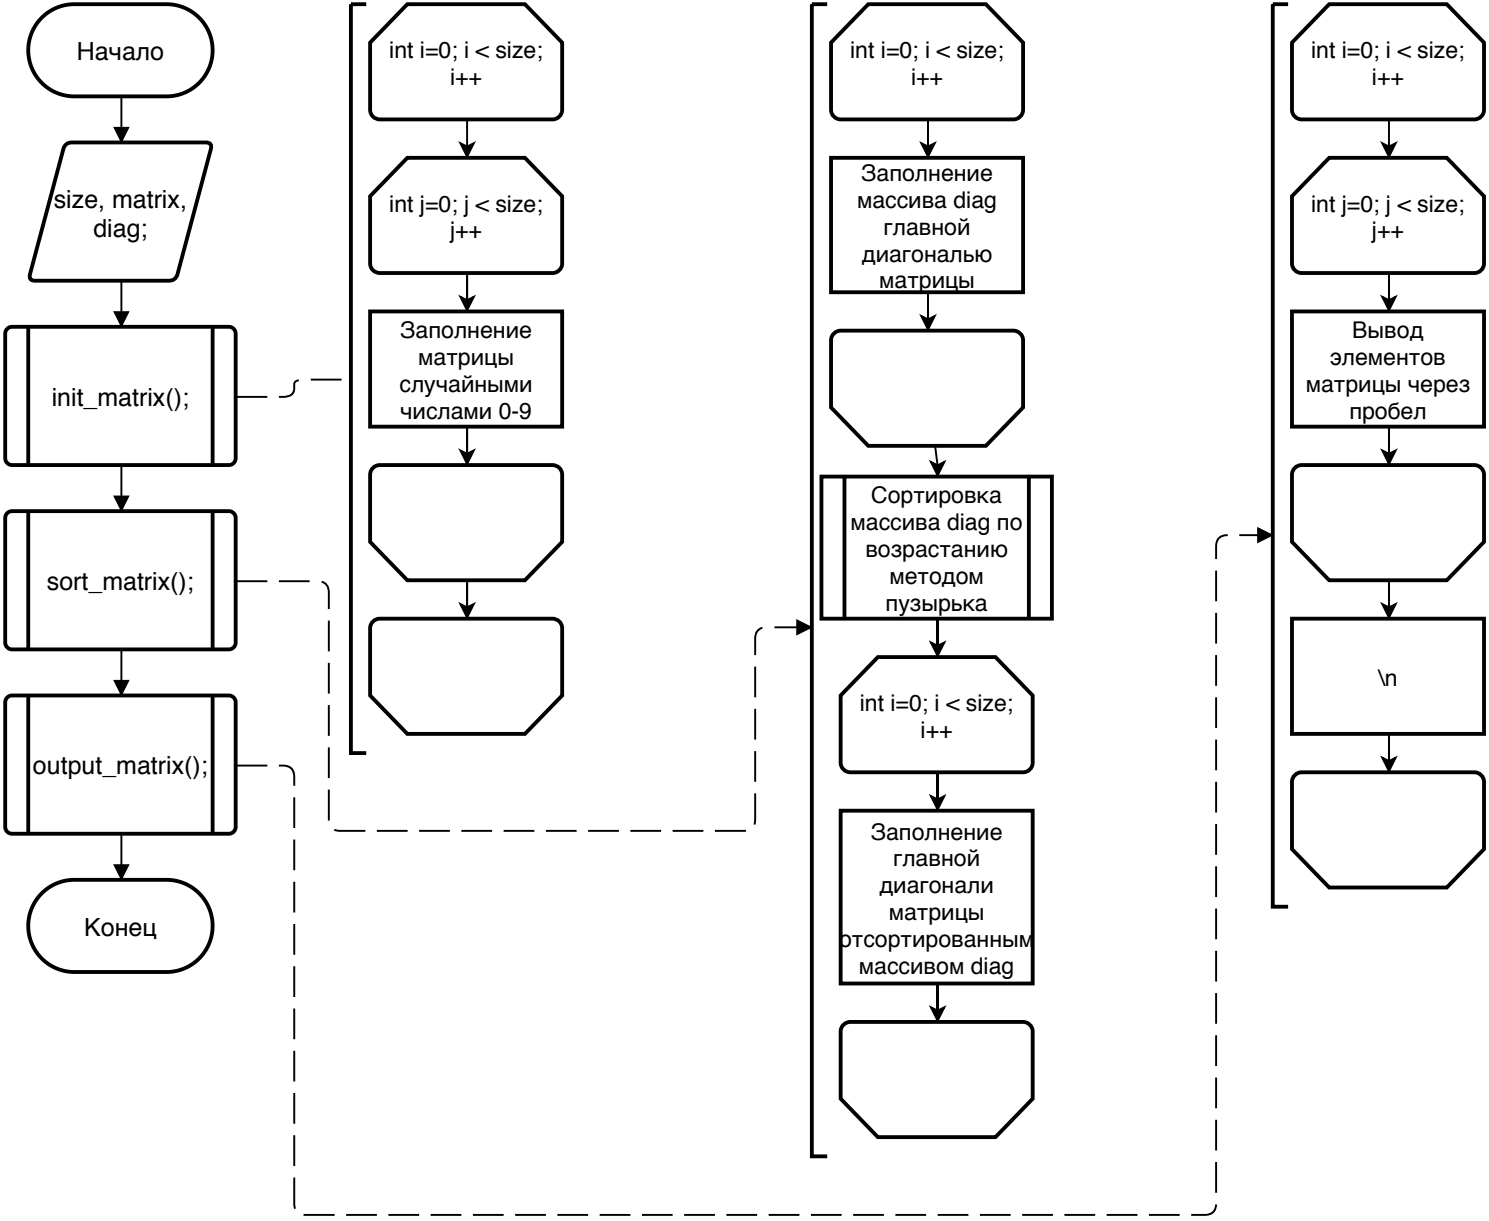 Начало
size, matrix,
diag;
init_matrix();
sort_matrix();
output_matrix();
Конец
int i=0; i < size;
i++
int j=0; j < size;
j++
Заполнение
матрицы
случайными
числами 0-9
int i=0; i < size;
i++
Заполнение
массива diag
главной
диагональю
матрицы
Сортировка
массива diag по
возрастанию
методом
пузырька
int i=0; i < size;
i++
Заполнение
главной
диагонали
матрицы
отсортированным
массивом diag
int i=0; i < size;
i++
int j=0; j < size;
j++
Вывод
элементов
матрицы через
пробел
\n